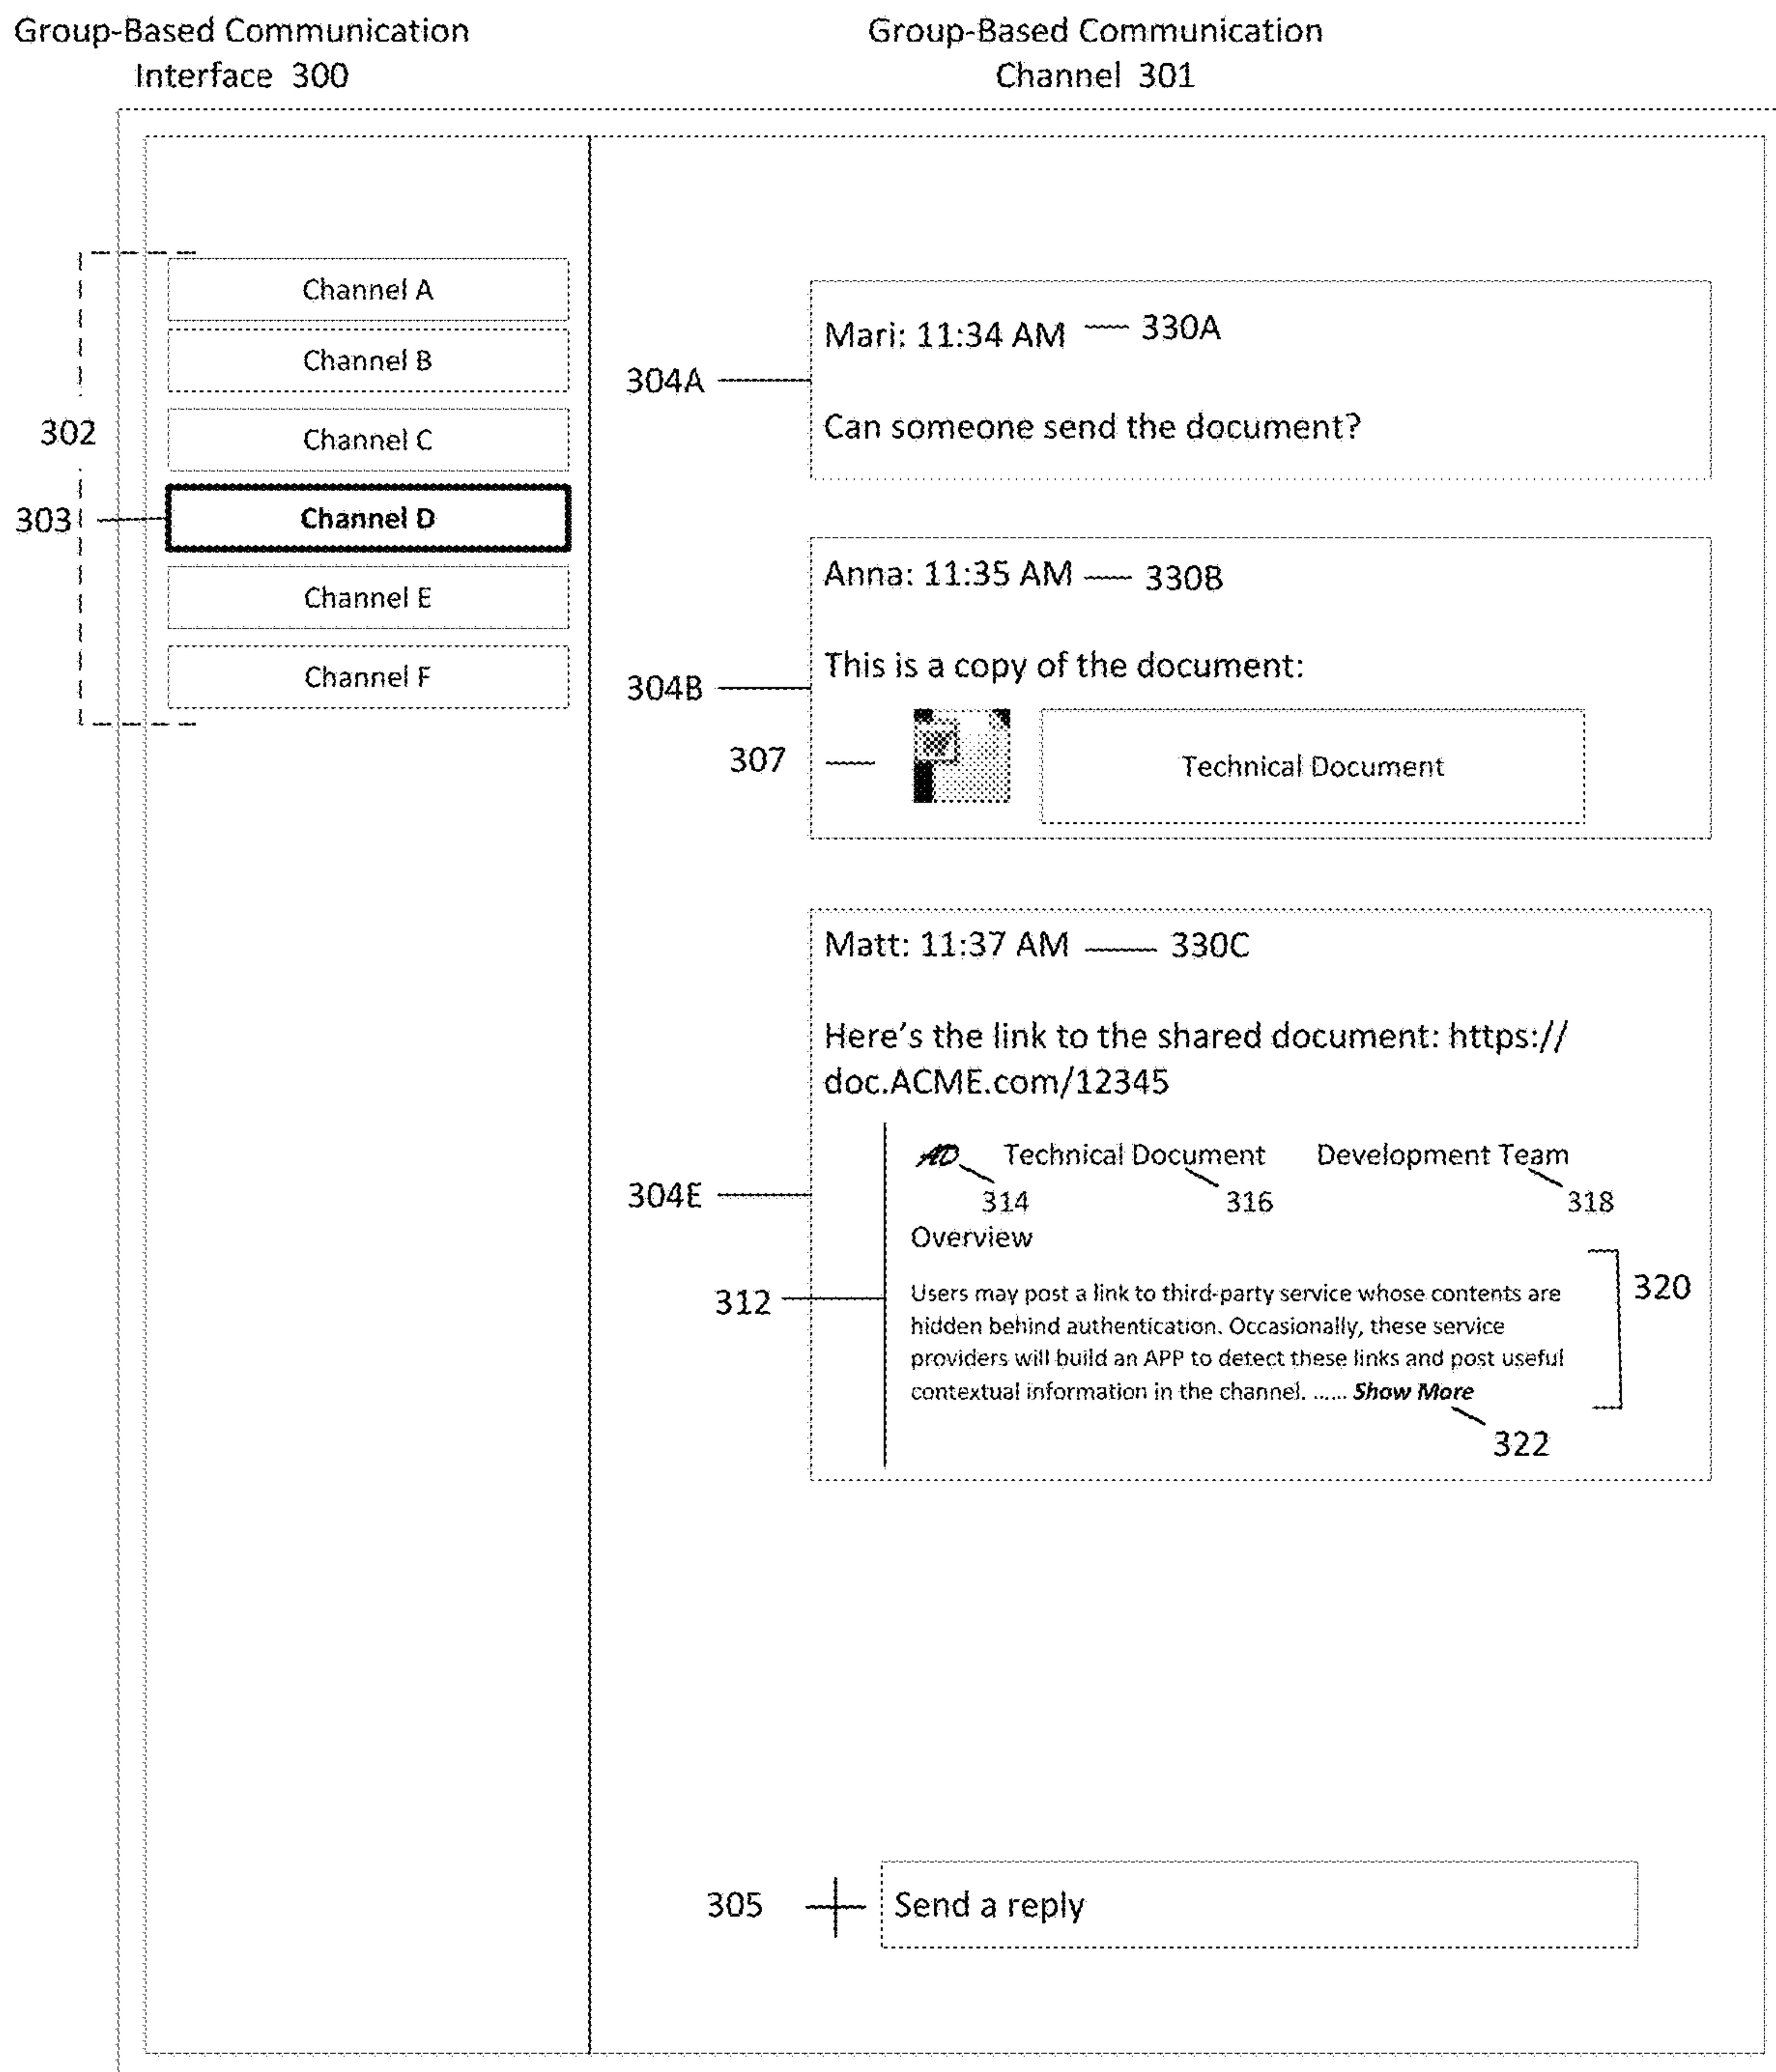 Group-Based Communication
Interface 300
Group-Based Communication
Channel 301
302
303
Channel A
Channel B
Channel C
Channel D
Channel E
Channel F
304A
Mari: 11:34 AM 330A
Can someone send the document?
304B
Anna: 11:35 AM 330B
This is a copy of the document:
307
Technical Document
304E
Matt: 11:37 AM 330C
Here's the link to the shared document: https://
doc.ACME.com/12345
312
AD Technical Document Development Team
314 316 318
Overview
Users may post a link to third-party service whose contents are
hidden behind authentication. Occasionally, these service
providers will build an APP to detect these links and post useful
contextual information in the channel. ...... Show More
320
322
305
Send a reply